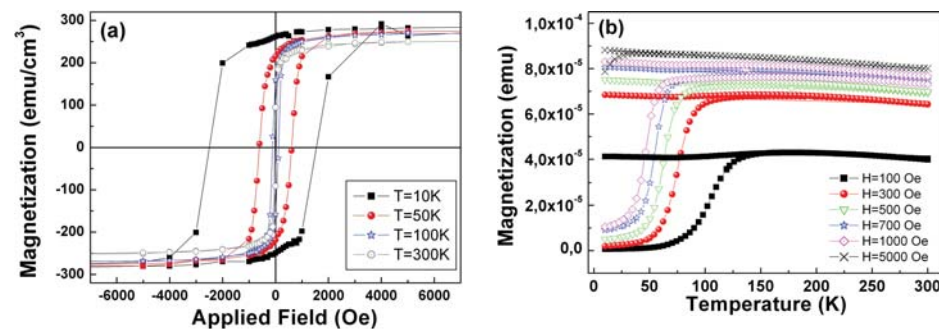 (a)
Magnetization (emu/cm³)
300
200
100
0
-100
-200
-300
T=10K
T=50K
T=100K
T=300K
-6000 -4000 -2000 0 2000 4000 6000
Applied Field (Oe)
(b)
Magnetization (emu)
8,0x10⁻⁵
6,0x10⁻⁵
4,0x10⁻⁵
2,0x10⁻⁵
0,0
H=100 Oe
H=300 Oe
H=500 Oe
H=700 Oe
H=1000 Oe
H=5000 Oe
0 50 100 150 200 250 300
Temperature (K)